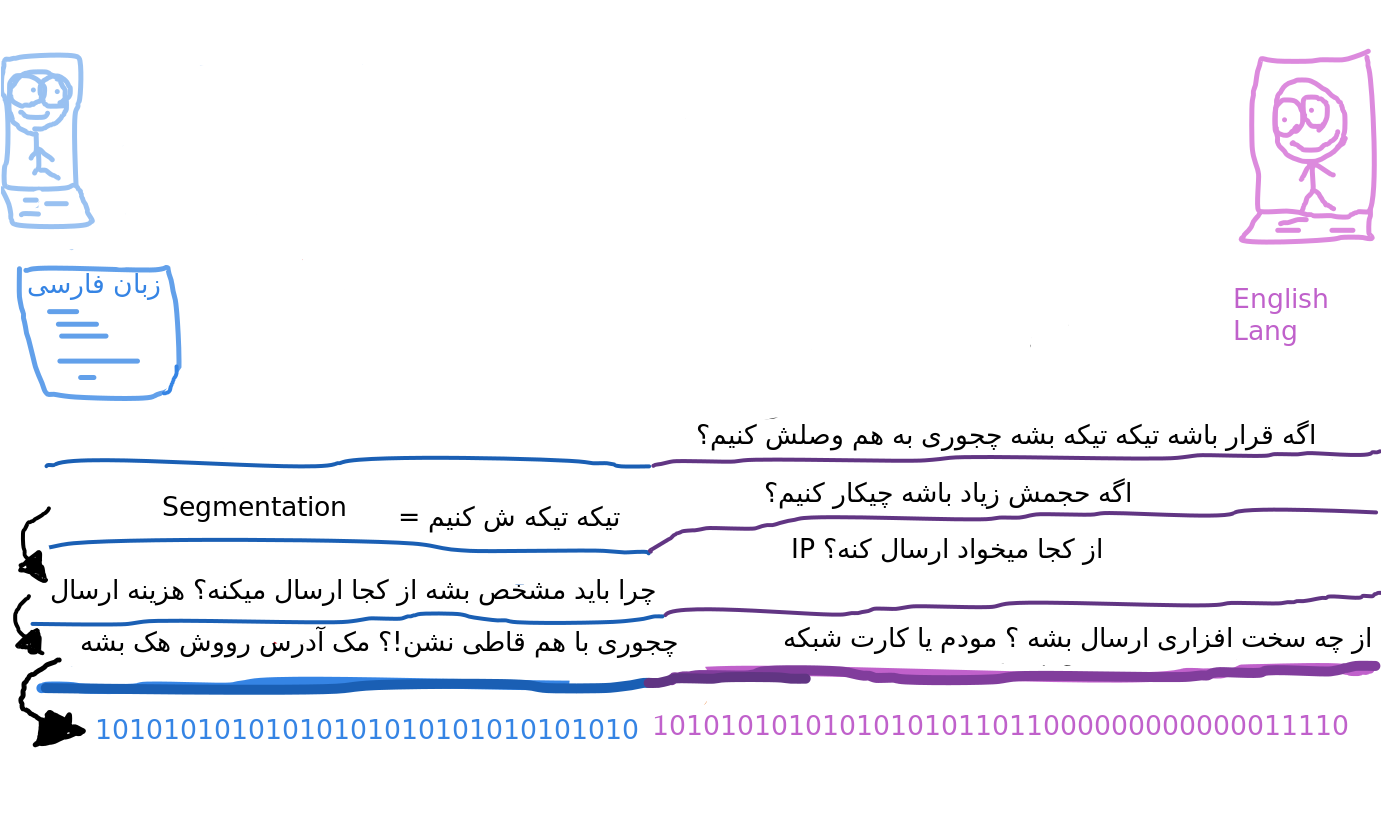 زبان فارسی
English
Lang
اگه قرار باشه تیکه تیکه بشه چجوری به هم وصلش کنیم؟
اگه حجمش زیاد باشه چیکار کنیم؟
Segmentation
تیکه تیکه ش کنیم =
از کجا میخواد ارسال کنه؟ IP
چرا باید مشخص بشه از کجا ارسال میکنه؟ هزینه ارسال
از چه سخت افزاری ارسال بشه ؟ مودم یا کارت شبکه
چجوری با هم قاطی نشن!؟ مک آدرس رووش هک بشه
10101010101010101010101010101010
10101010101010101011011000000000000011110